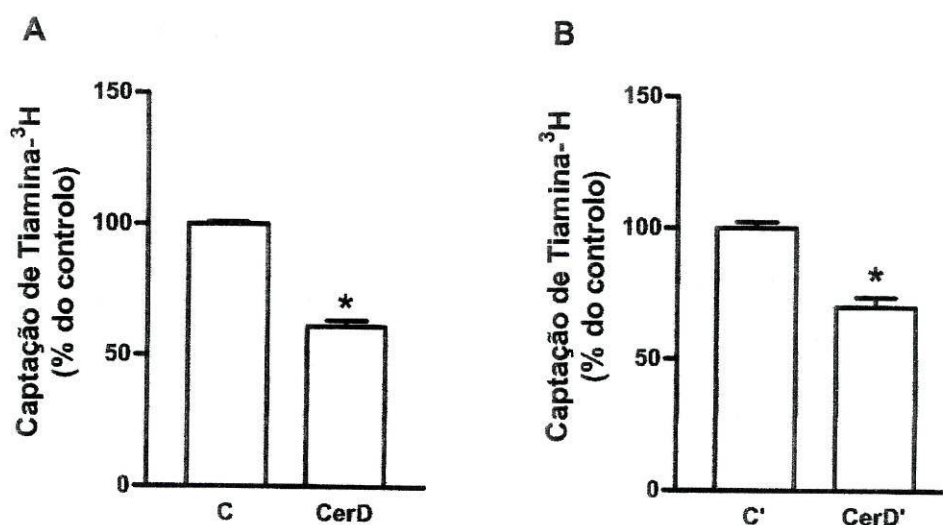 A
Captação de Tiamina-³H
(% do controlo)
150
100
50
0
*
C
CerD
B
Captação de Tiamina-³H
(% do controlo)
150
100
50
0
*
C'
CerD'